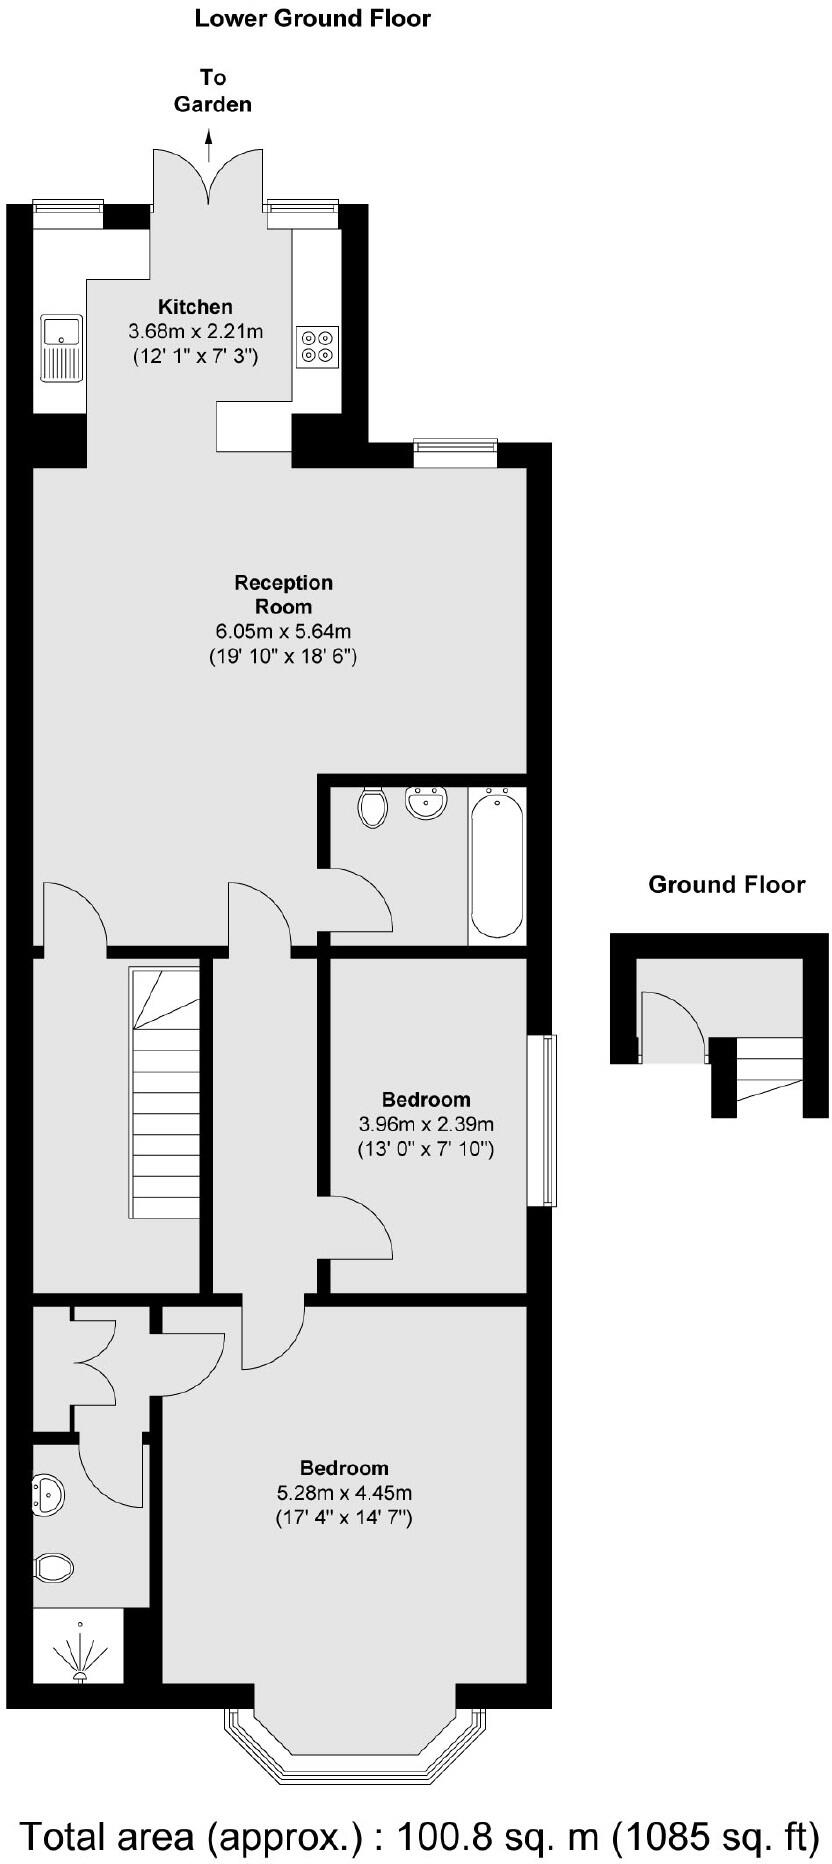 Lower Ground Floor
To
Garden
Kitchen
3.68m x 2.21m
(12' 1" x 7' 3")
Reception
Room
6.05m x 5.64m
(19' 10" x 18' 6")
Ground Floor
Bedroom
3.96m x 2.39m
(13' 0" x 7' 10")
Bedroom
5.28m x 4.45m
(17' 4" x 14' 7")
Total area (approx.) : 100.8 sq. m (1085 sq. ft)